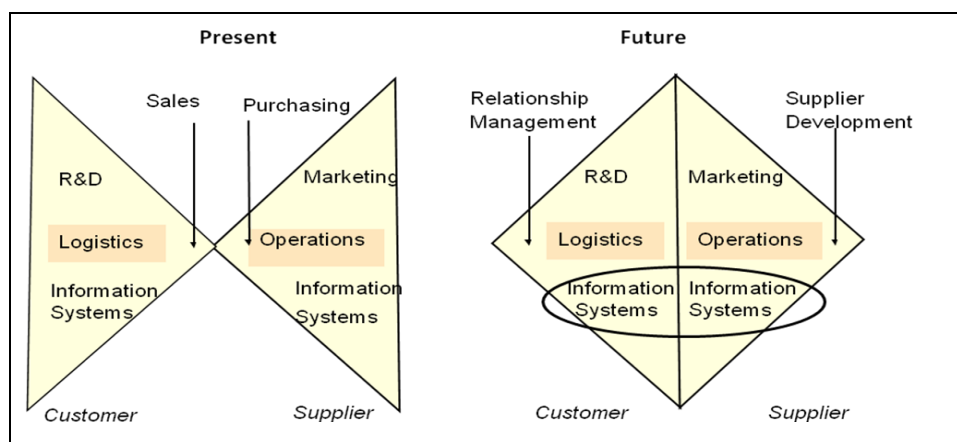 Present
Sales
Purchasing
R&D
Marketing
Logistics
Operations
Information
Systems
Information
Systems
Customer
Supplier
Future
Relationship
Management
Supplier
Development
R&D
Marketing
Logistics
Operations
Information
Systems
Information
Systems
Customer
Supplier